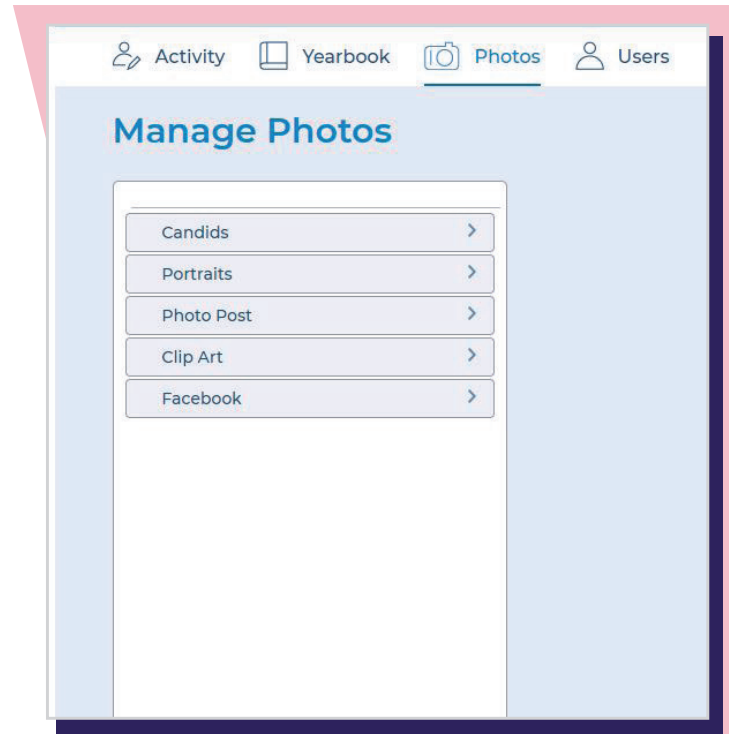 Activity Yearbook Photos Users
Manage Photos
Candids
Portraits
Photo Post
Clip Art
Facebook